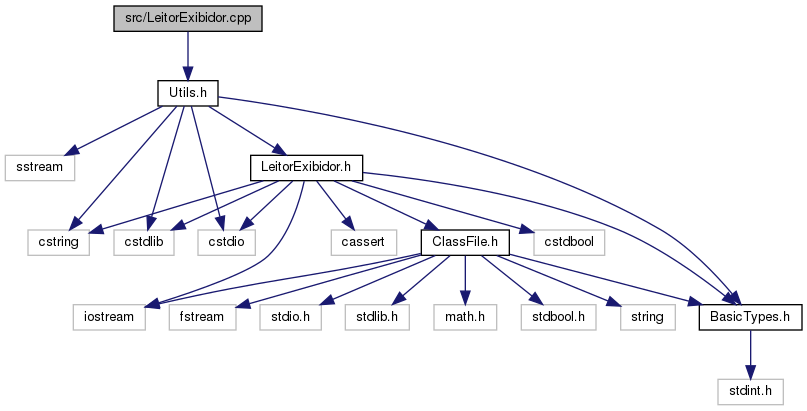 src/LeitorExibidor.cpp
Utils.h
sstream
LeitorExibidor.h
cstring
cstdlib
cstdio
cassert
ClassFile.h
cstdbool
iostream
fstream
stdio.h
stdlib.h
math.h
stdbool.h
string
BasicTypes.h
stdint.h